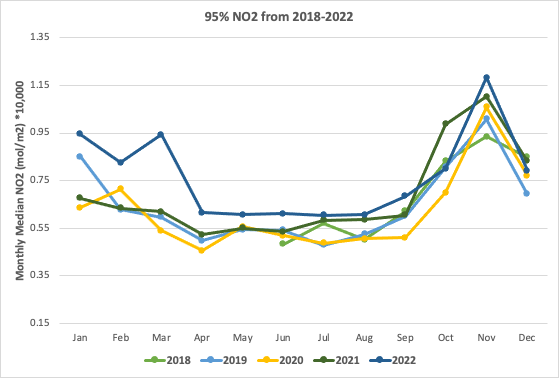 95% NO2 from 2018-2022
Monthly Median NO2 (mol/ m2) *10,000
1.35
1.15
0.95
0.75
0.55
0.35
0.15
Jan Feb Mar Apr May Jun Jul Aug Sep Oct Nov Dec
2018 2019 2020 2021 2022